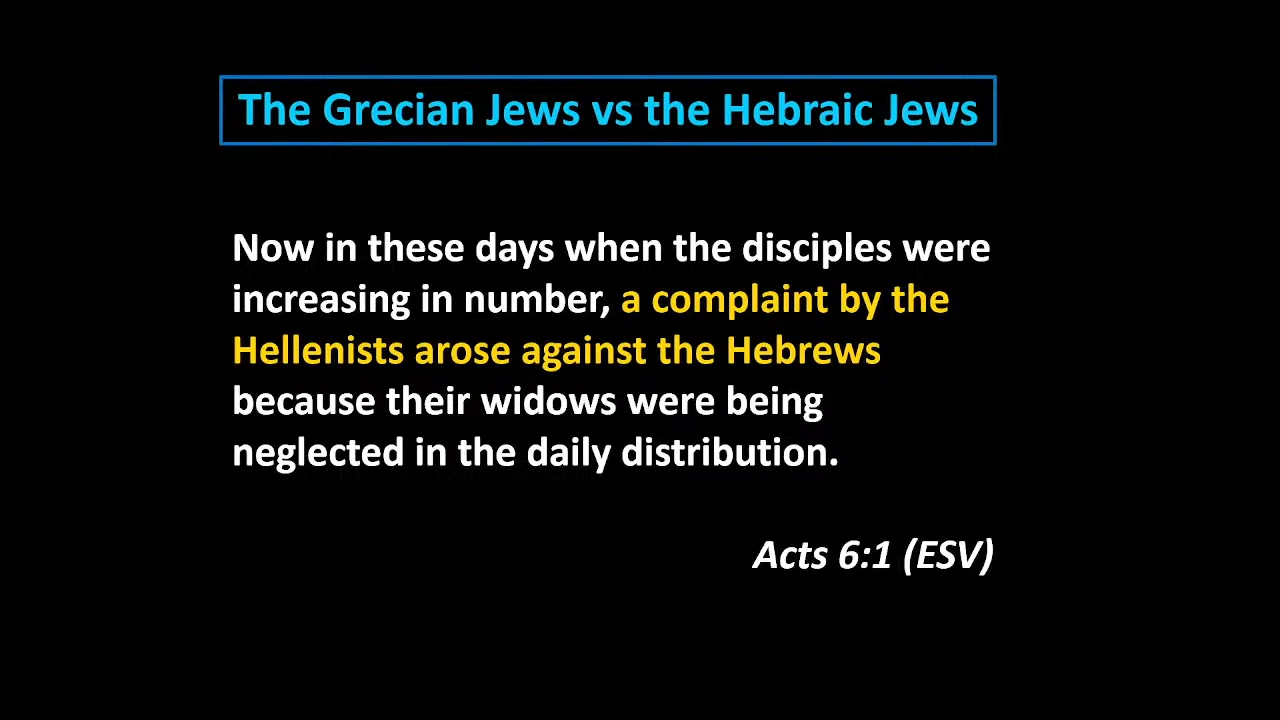 The Grecian Jews vs the Hebraic Jews
Now in these days when the disciples were
increasing in number, a complaint by the
Hellenists arose against the Hebrews
because their widows were being
neglected in the daily distribution.
Acts 6:1 (ESV)